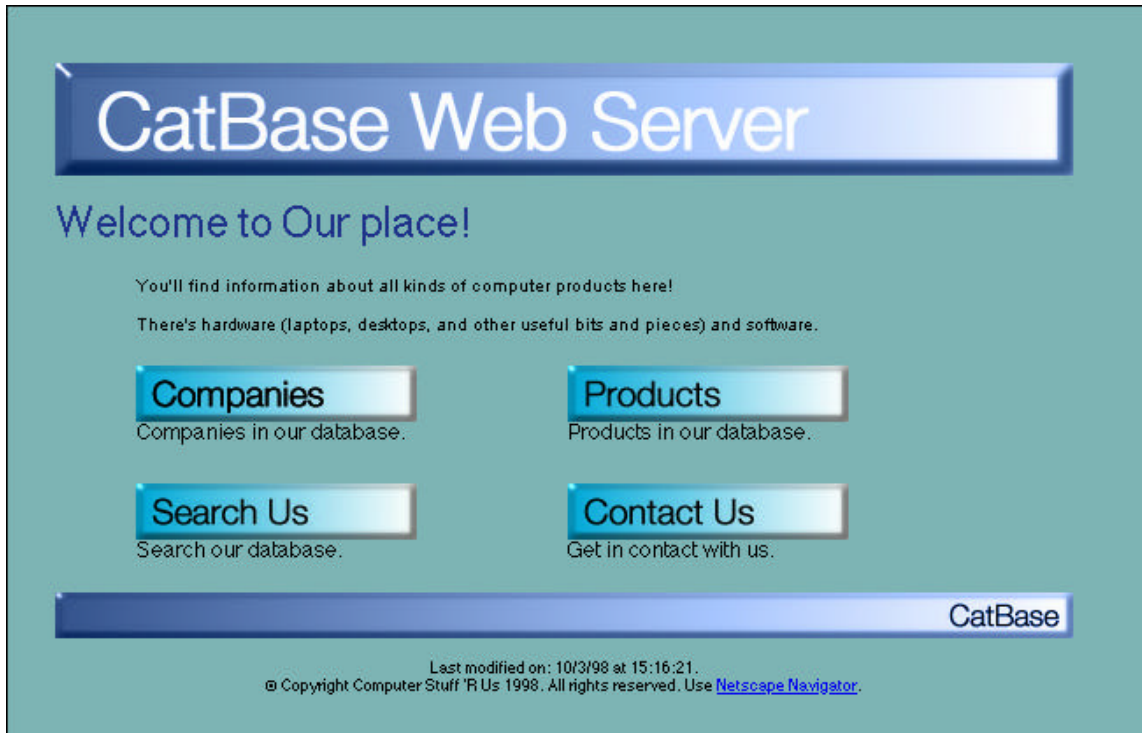 CatBase Web Server
Welcome to Our place!
You'll find information about all kinds of computer products here!
There's hardware (laptops, desktops, and other useful bits and pieces) and software.
Companies
Companies in our database.
Products
Products in our database.
Search Us
Search our database.
Contact Us
Get in contact with us.
CatBase
Last modified on: 10/3/98 at 15:16:21.
© Copyright Computer Stuff 'R Us 1998. All rights reserved. Use Netscape Navigator.